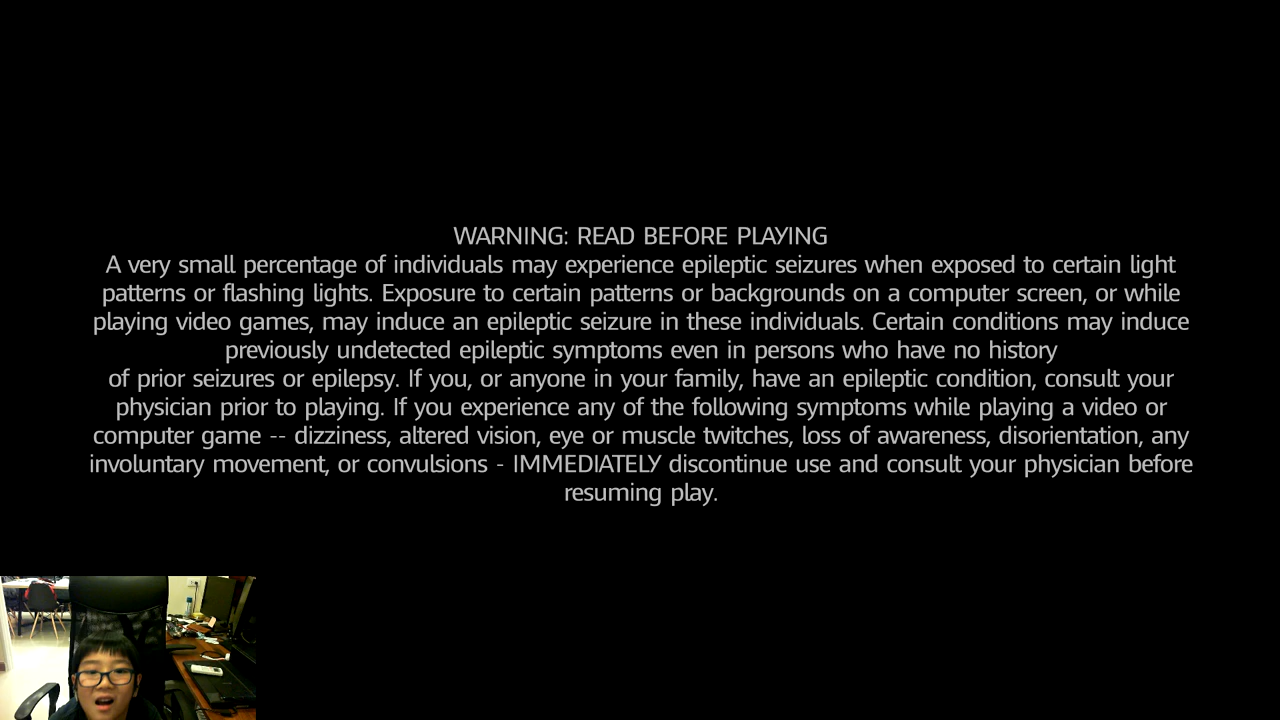 WARNING: READ BEFORE PLAYING
A very small percentage of individuals may experience epileptic seizures when exposed to certain light
patterns or flashing lights. Exposure to certain patterns or backgrounds on a computer screen, or while
playing video games, may induce an epileptic seizure in these individuals. Certain conditions may induce
previously undetected epileptic symptoms even in persons who have no history
of prior seizures or epilepsy. If you, or anyone in your family, have an epileptic condition, consult your
physician prior to playing. If you experience any of the following symptoms while playing a video or
computer game -- dizziness, altered vision, eye or muscle twitches, loss of awareness, disorientation, any
involuntary movement, or convulsions - IMMEDIATELY discontinue use and consult your physician before
resuming play.